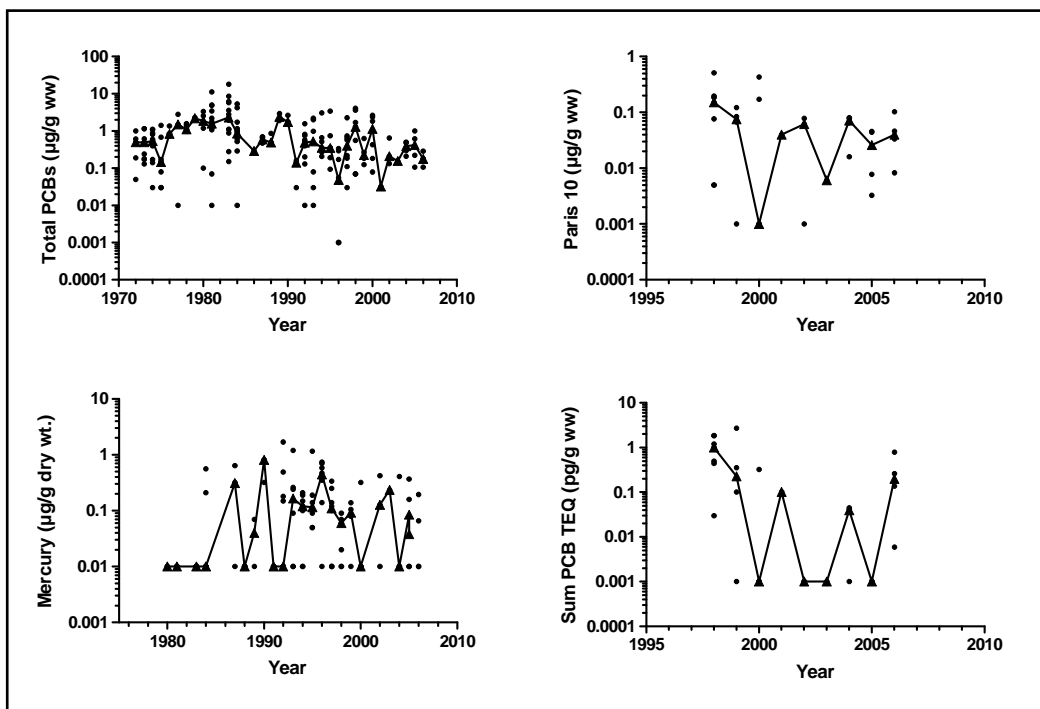 Total PCBs (µg/g ww)
100
10
1
0.1
0.01
0.001
0.0001
1970 1980 1990 2000 2010
Year
Paris 10 (µg/g ww)
1
0.1
0.01
0.001
0.0001
1995 2000 2005 2010
Year
Mercury (µg/g dry wt.)
10
1
0.1
0.01
0.001
1980 1990 2000 2010
Year
Sum PCB TEQ (pg/g ww)
10
1
0.1
0.01
0.001
0.0001
1995 2000 2005 2010
Year